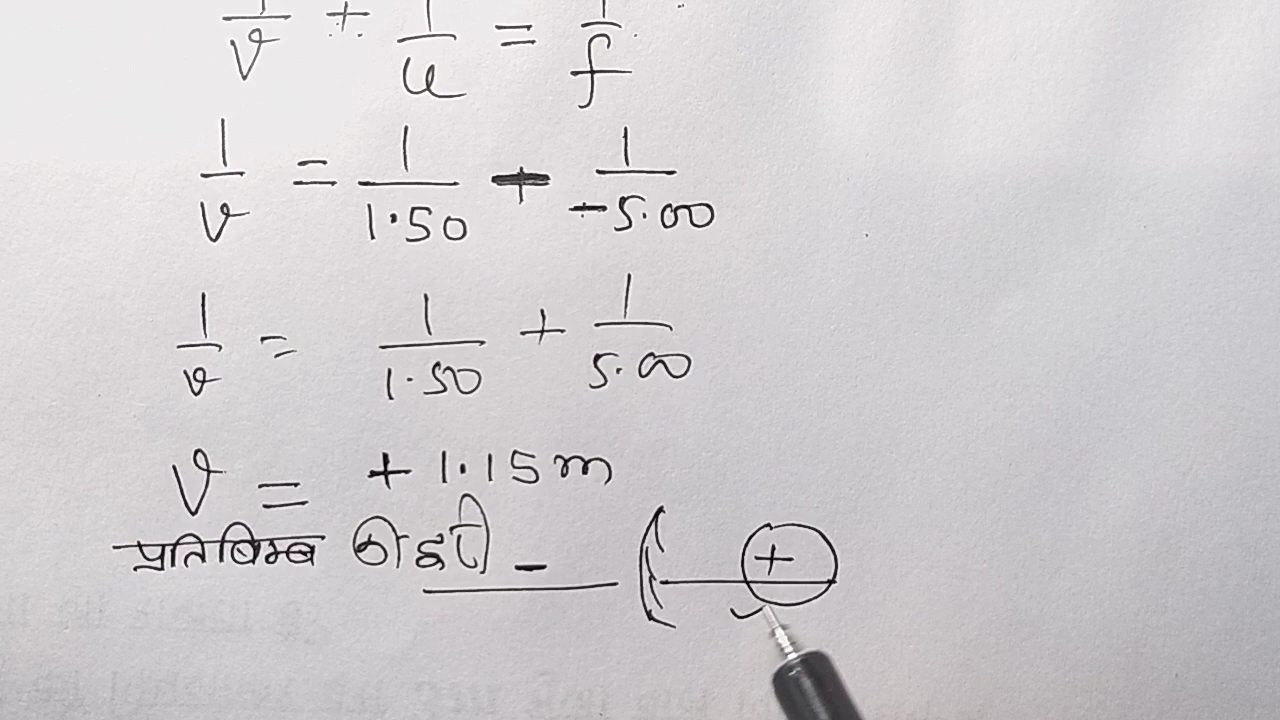 1/v + 1/u = 1/f
1/v = 1/1.50 - 1/-5.00
1/v = 1/1.50 + 1/5.00
v = + 1.15 m
प्रतिबिम्ब की दूरी -
+